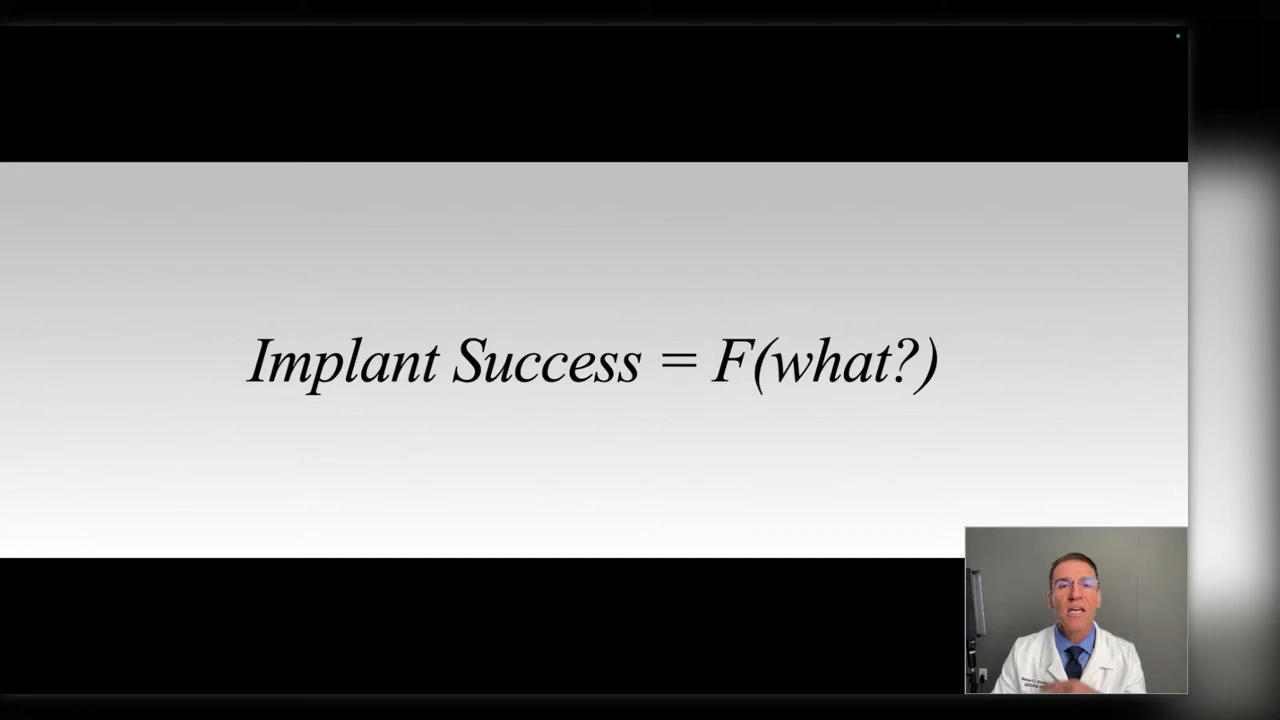 Implant Success = F(what?)